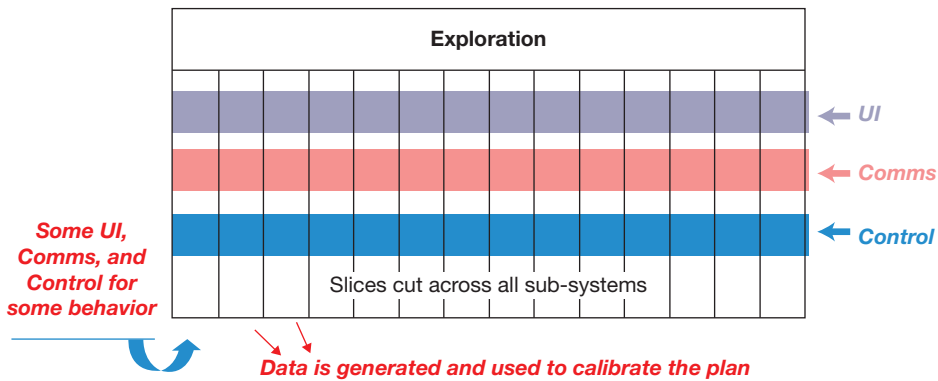 Exploration
UI
Comms
Control
Some UI,
Comms, and
Control for
some behavior
Slices cut across all sub-systems
Data is generated and used to calibrate the plan